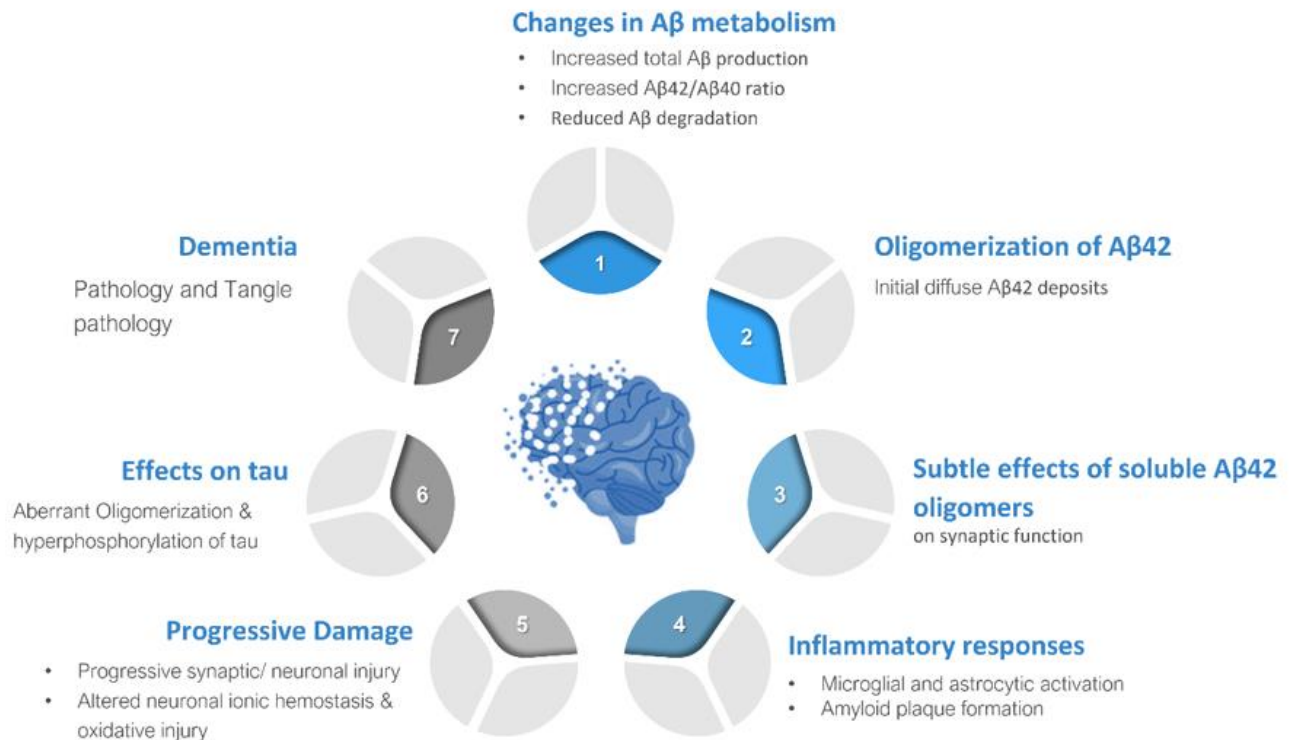 Changes in Aβ metabolism
• Increased total Aβ production
• Increased Aβ42/Aβ40 ratio
• Reduced Aβ degradation
1
Oligomerization of Aβ42
Initial diffuse Aβ42 deposits
2
Subtle effects of soluble Aβ42
oligomers
on synaptic function
3
Inflammatory responses
• Microglial and astrocytic activation
• Amyloid plaque formation
4
Progressive Damage
• Progressive synaptic/ neuronal injury
• Altered neuronal ionic hemostasis &
oxidative injury
5
Effects on tau
Aberrant Oligomerization &
hyperphosphorylation of tau
6
Dementia
Pathology and Tangle
pathology
7